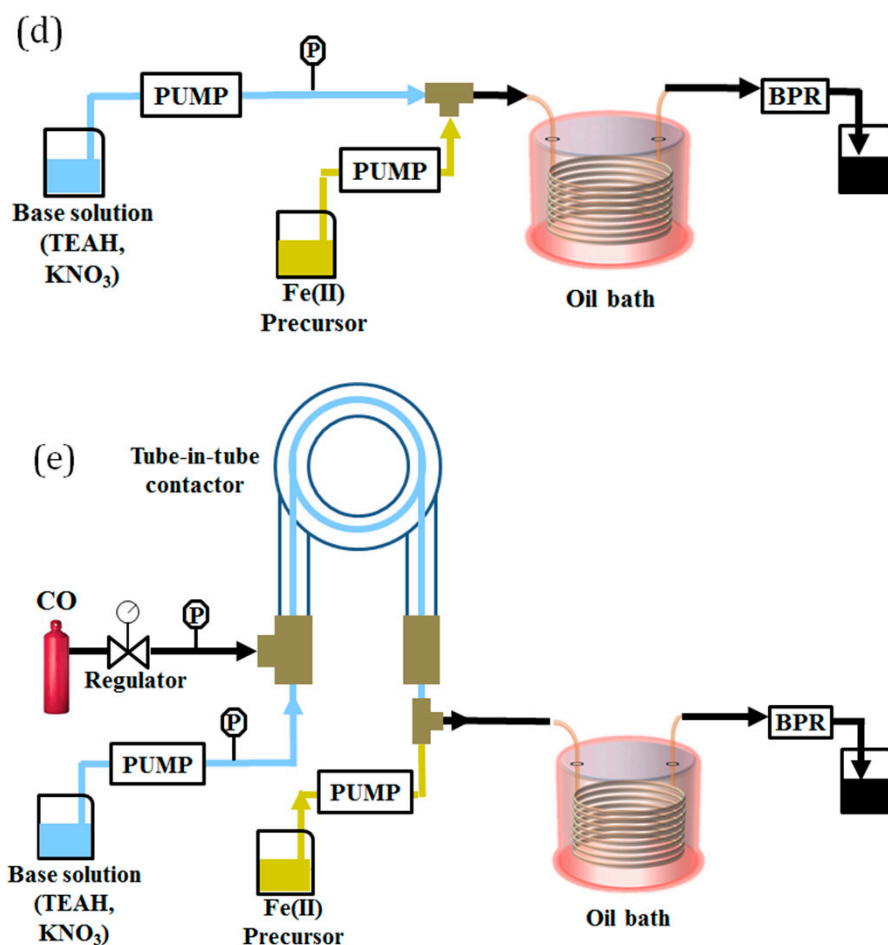 (d)
P
PUMP
BPR
PUMP
Base solution
(TEAH,
KNO₃)
Fe(II)
Precursor
Oil bath
(e)
Tube-in-tube
contactor
CO
P
Regulator
P
PUMP
PUMP
BPR
Base solution
(TEAH,
KNO₃)
Fe(II)
Precursor
Oil bath